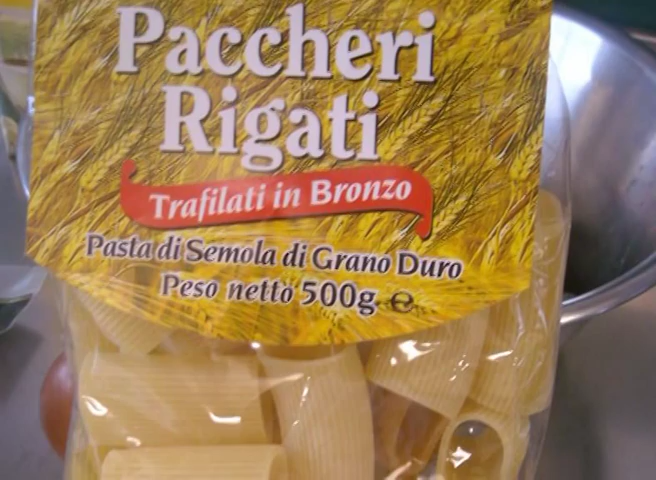 Paccheri
Rigati
Trafilati in Bronzo
Pasta di Semola di Grano Duro
Peso netto 500g ℮